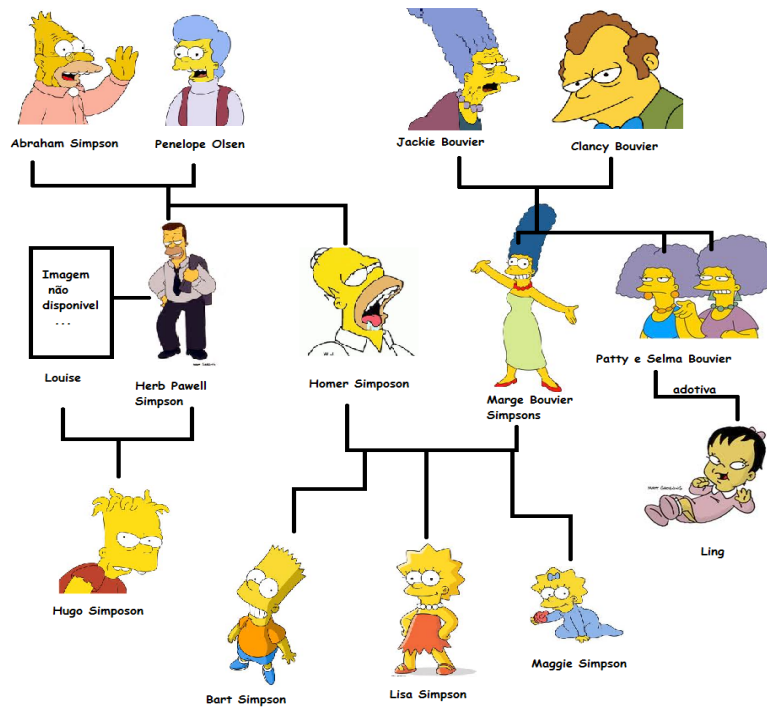 Abraham Simpson
Penelope Olsen
Jackie Bouvier
Clancy Bouvier
Imagem
não
disponivel
...
Louise
Herb Pawell
Simpson
Homer Simposon
Marge Bouvier
Simpsons
Patty e Selma Bouvier
adotiva
Ling
Hugo Simposon
Bart Simpson
Lisa Simpson
Maggie Simpson